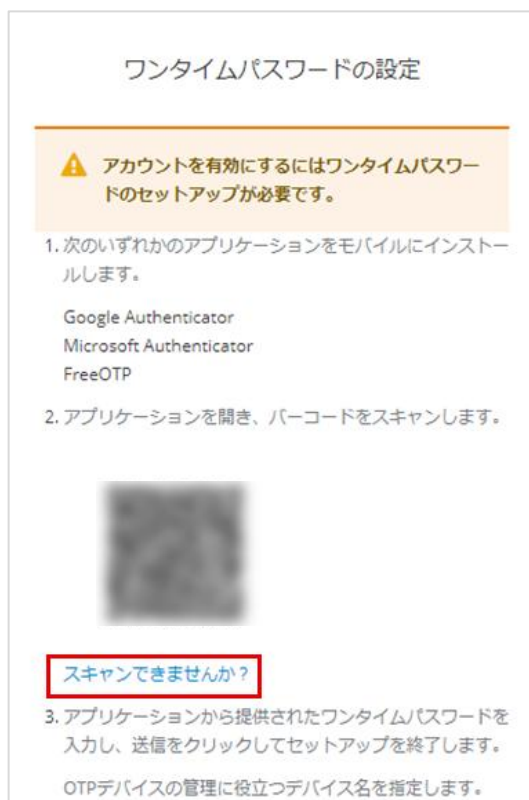 ワンタイムパスワードの設定
アカウントを有効にするにはワンタイムパスワー
ドのセットアップが必要です。
1. 次のいずれかのアプリケーションをモバイルにインストー
ルします。
Google Authenticator
Microsoft Authenticator
FreeOTP
2. アプリケーションを開き、バーコードをスキャンします。
スキャンできませんか？
3. アプリケーションから提供されたワンタイムパスワードを
入力し、送信をクリックしてセットアップを終了します。
OTPデバイスの管理に役立つデバイス名を指定します。